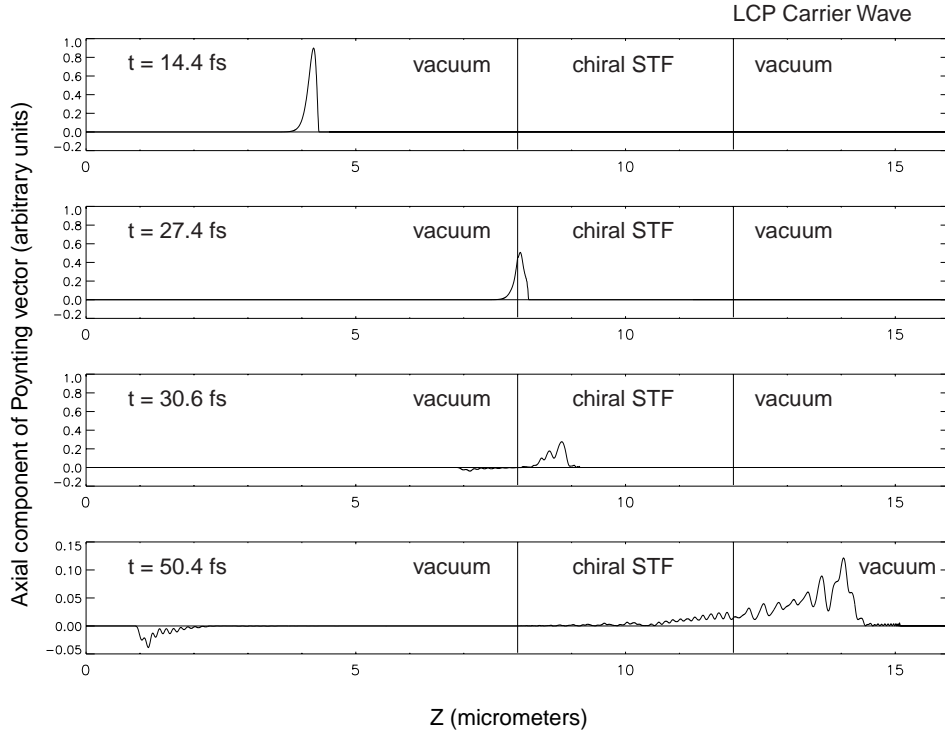 LCP Carrier Wave
Axial component of Poynting vector (arbitrary units)
t = 14.4 fs vacuum chiral STF vacuum
1.0
0.8
0.6
0.4
0.2
0.0
−0.2
0 5 10 15
t = 27.4 fs vacuum chiral STF vacuum
1.0
0.8
0.6
0.4
0.2
0.0
−0.2
0 5 10 15
t = 30.6 fs vacuum chiral STF vacuum
1.0
0.8
0.6
0.4
0.2
0.0
−0.2
0 5 10 15
t = 50.4 fs vacuum chiral STF vacuum
0.15
0.10
0.05
0.00
−0.05
0 5 10 15
Z (micrometers)